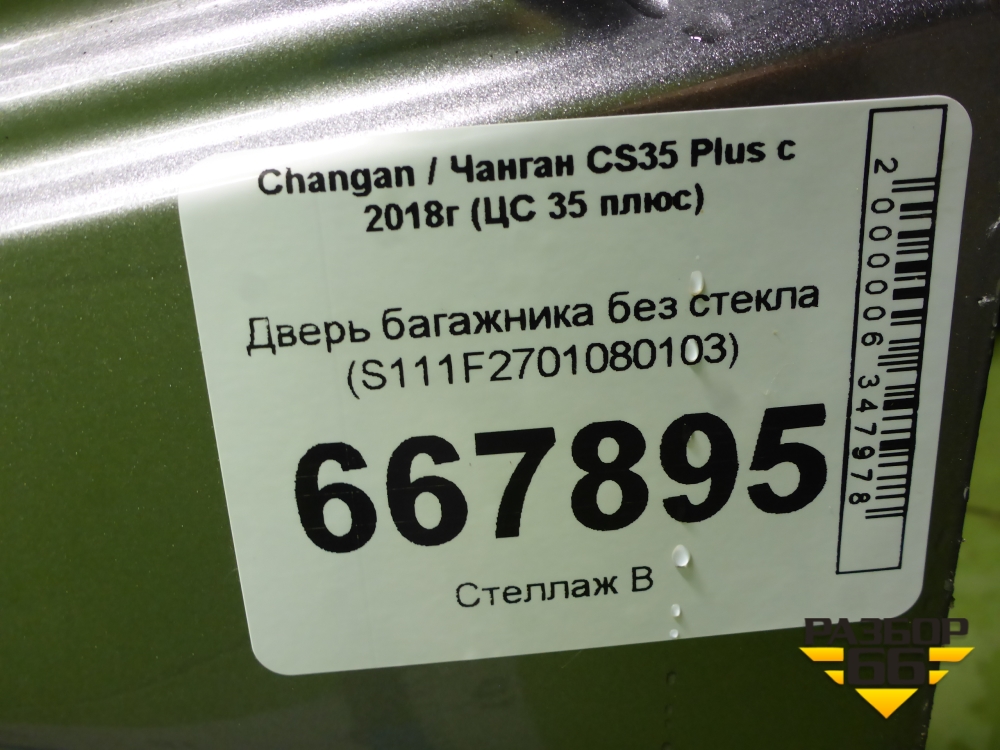 Changan / Чанган CS35 Plus с
2018г (ЦС 35 плюс)
Дверь багажника без стекла
(S111F2701080103)
667895
Стеллаж В
2000006347978
РАЗБОР
66